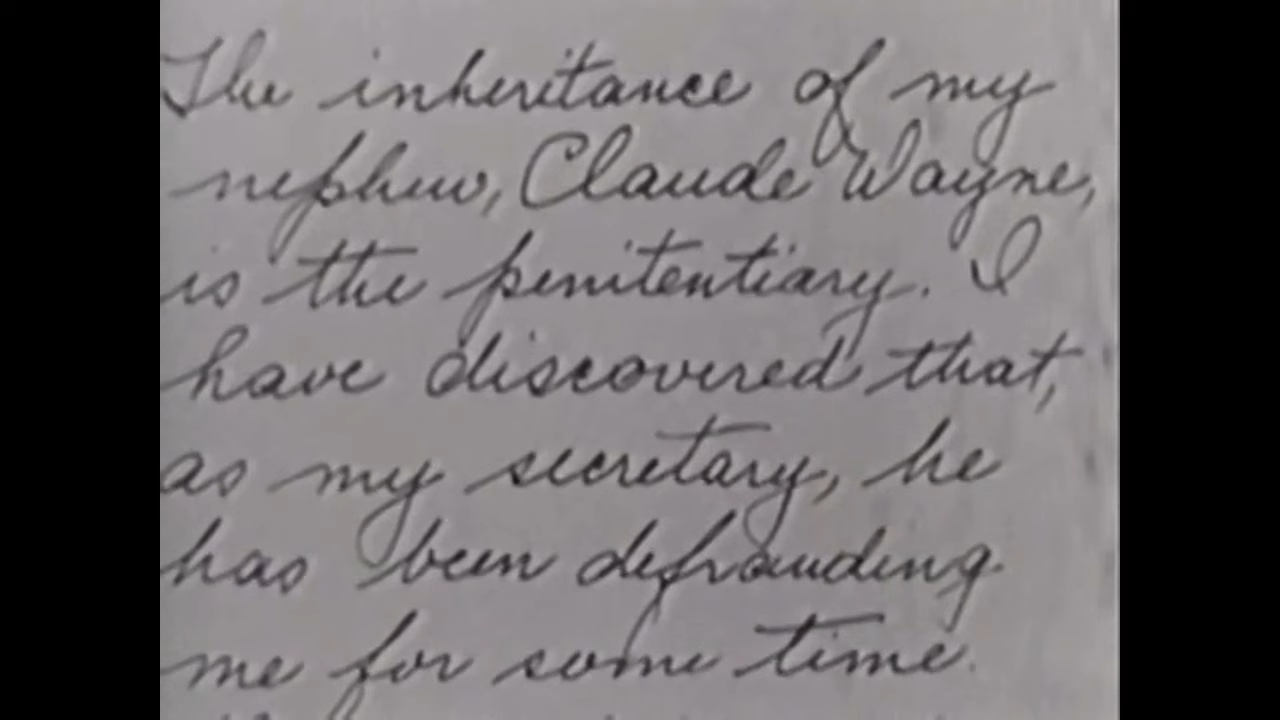 The inheritance of my
nephew, Claude Wayne,
is the penitentiary. I
have discovered that,
as my secretary, he
has been defrauding
me for some time.